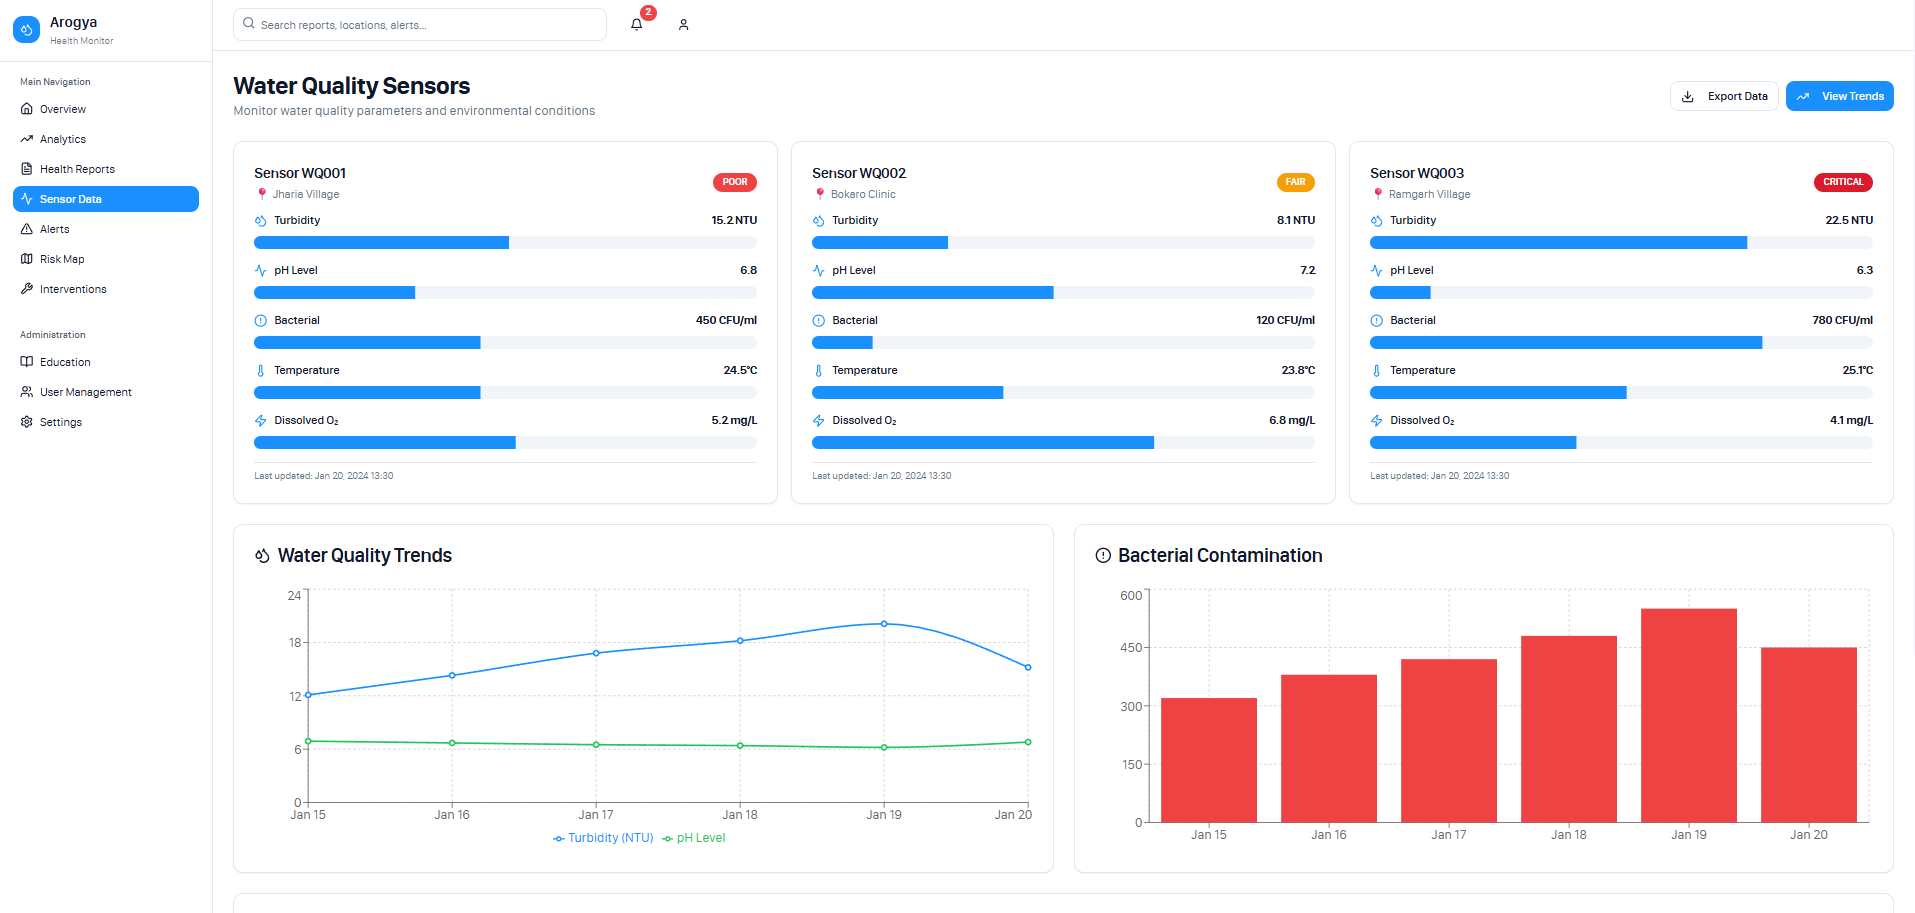 Arogya
Health Monitor
Main Navigation
Overview
Analytics
Health Reports
Sensor Data
Alerts
Risk Map
Interventions
Administration
Education
User Management
Settings
Search reports, locations, alerts...
2
Water Quality Sensors
Monitor water quality parameters and environmental conditions
Export Data
View Trends
Sensor WQ001
Jharia Village
POOR
Turbidity 15.2 NTU
pH Level 6.8
Bacterial 450 CFU/ml
Temperature 24.5°C
Dissolved O₂ 5.2 mg/L
Last updated: Jan 20, 2024 13:30
Sensor WQ002
Bokaro Clinic
FAIR
Turbidity 8.1 NTU
pH Level 7.2
Bacterial 120 CFU/ml
Temperature 23.8°C
Dissolved O₂ 6.8 mg/L
Last updated: Jan 20, 2024 13:30
Sensor WQ003
Ramgarh Village
CRITICAL
Turbidity 22.5 NTU
pH Level 6.3
Bacterial 780 CFU/ml
Temperature 25.1°C
Dissolved O₂ 4.1 mg/L
Last updated: Jan 20, 2024 13:30
Water Quality Trends
24
18
12
6
0
Jan 15 Jan 16 Jan 17 Jan 18 Jan 19 Jan 20
Turbidity (NTU) pH Level
Bacterial Contamination
600
450
300
150
0
Jan 15 Jan 16 Jan 17 Jan 18 Jan 19 Jan 20